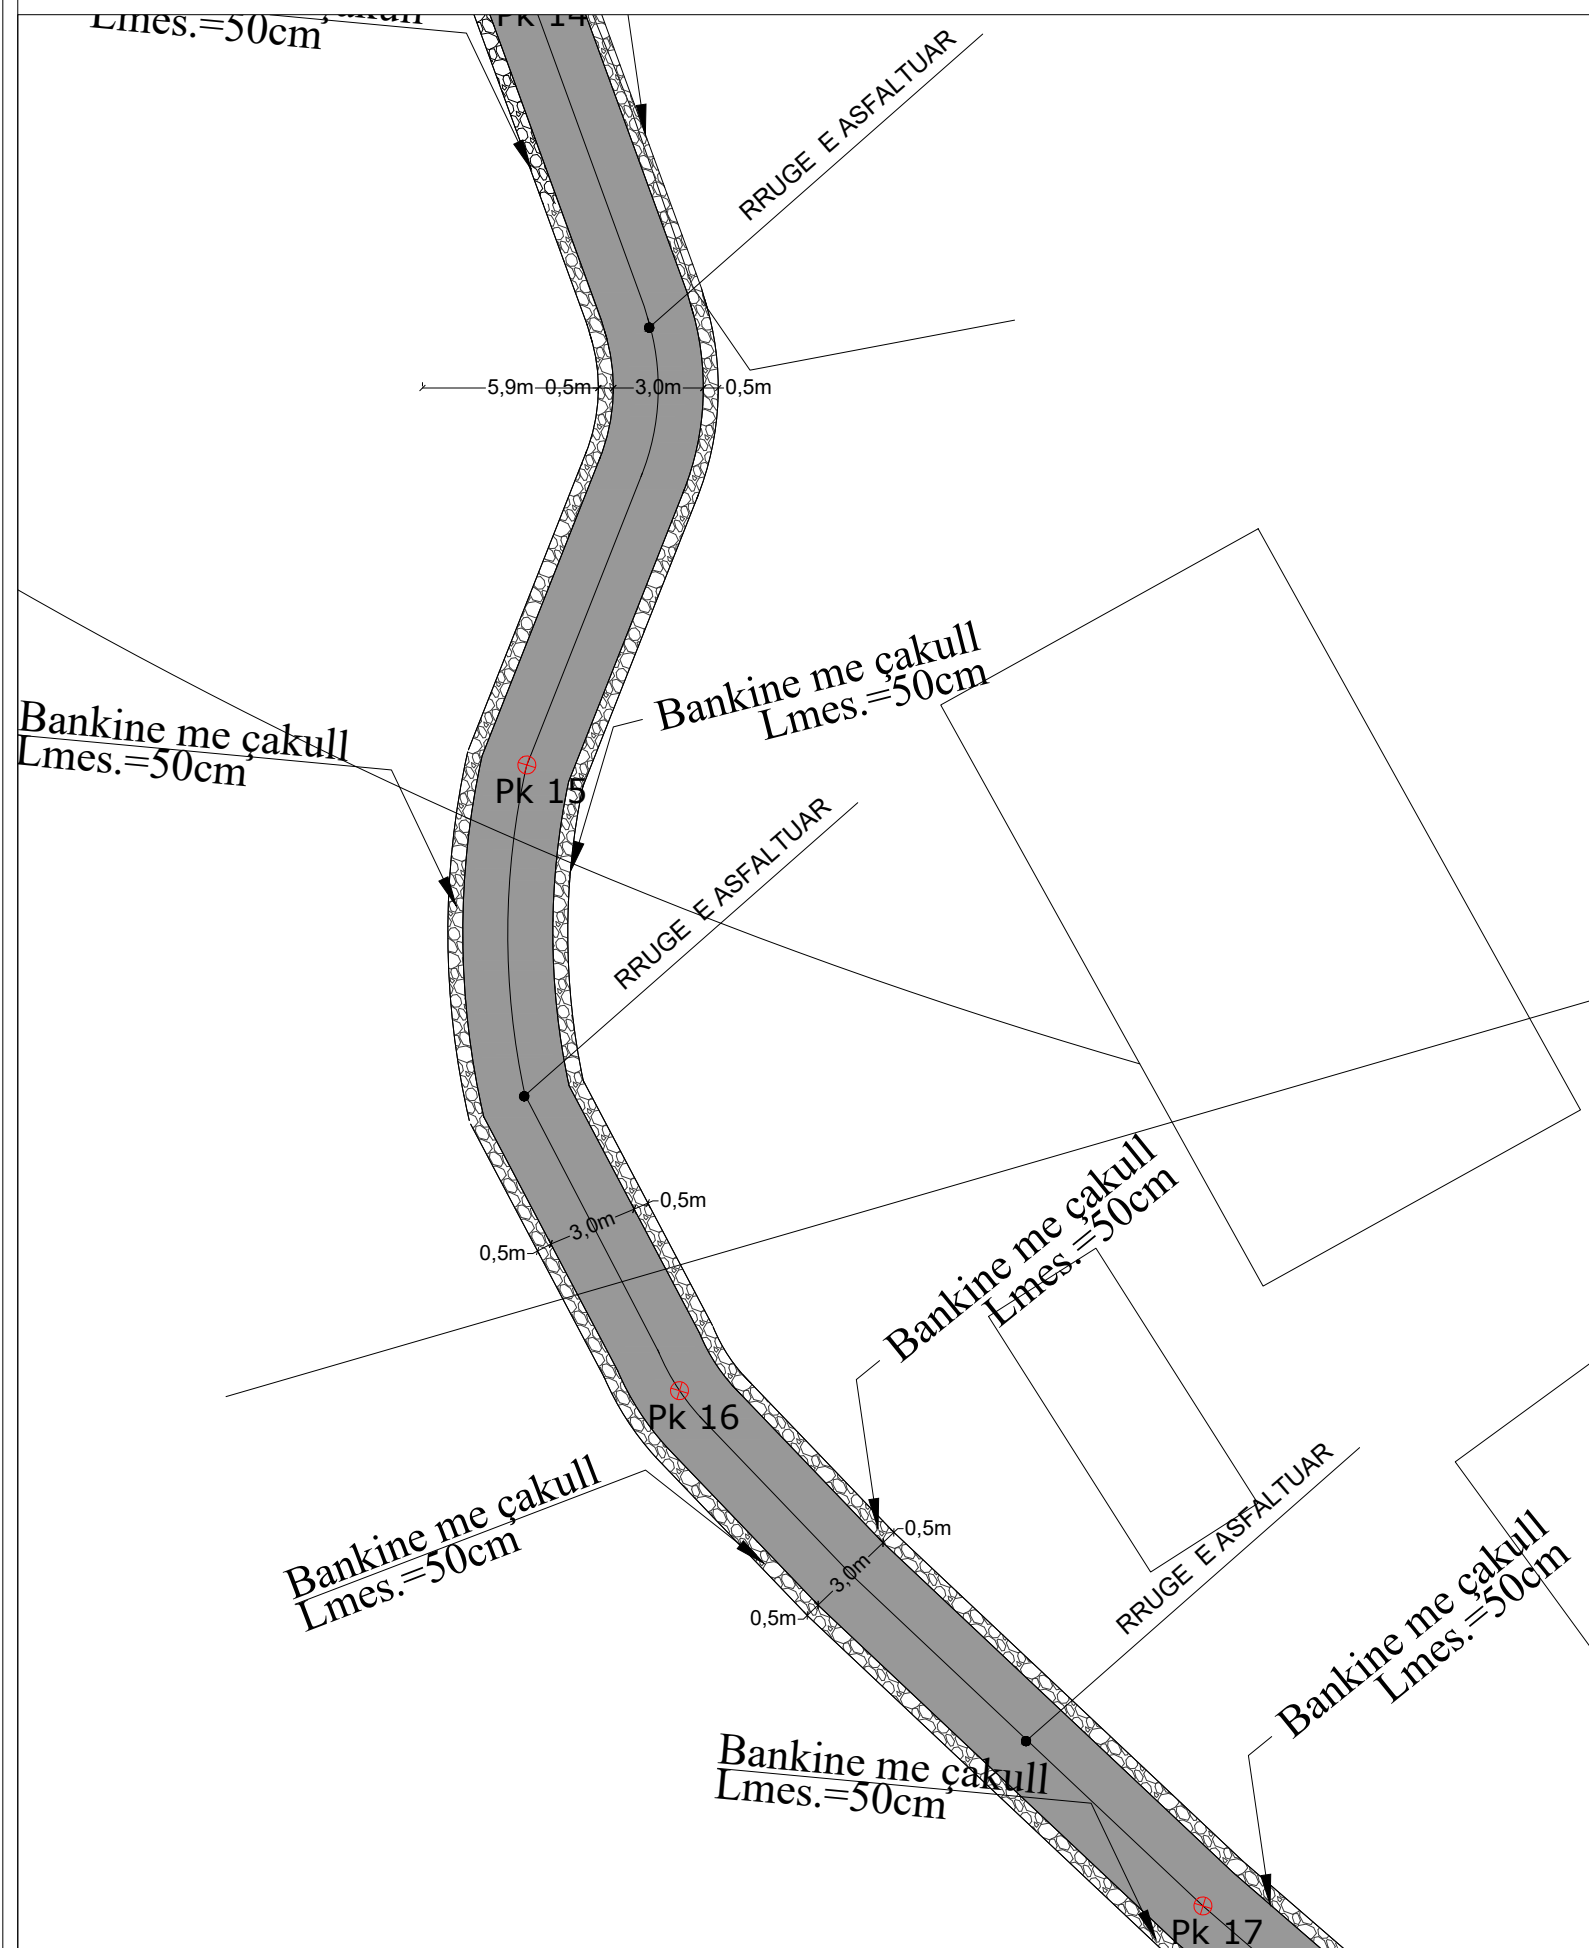 çakull
Lmes.=50cm
Pk 14
RRUGE E ASFALTUAR
5,9m 0,5m 3,0m 0,5m
Bankine me çakull
Lmes.=50cm
Bankine me çakull
Lmes.=50cm
Pk 15
RRUGE E ASFALTUAR
0,5m 3,0m 0,5m
Bankine me çakull
Lmes.=50cm
Pk 16
Bankine me çakull
Lmes.=50cm
0,5m 3,0m 0,5m
RRUGE E ASFALTUAR
Bankine me çakull
Lmes.=50cm
Bankine me çakull
Lmes.=50cm
Pk 17